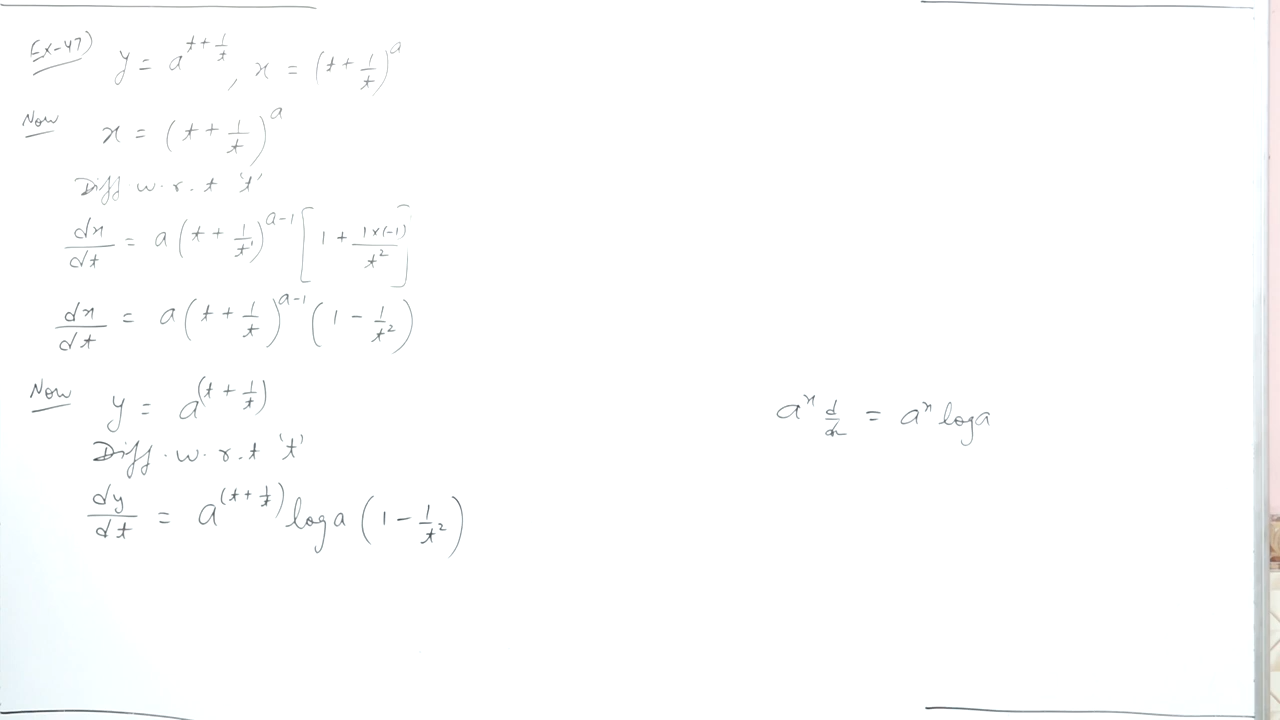 Ex-47) y = a^(t + 1/t), x = (t + 1/t)^a
Now x = (t + 1/t)^a
Diff w.r.t 't'
dx/dt = a(t + 1/t)^(a-1) [1 + 1×(-1)/t²]
dx/dt = a(t + 1/t)^(a-1) (1 - 1/t²)
Now y = a^(t + 1/t)
Diff. w.r.t 't'
dy/dt = a^(t + 1/t) log a (1 - 1/t²)
a^x d/dx = a^x log a